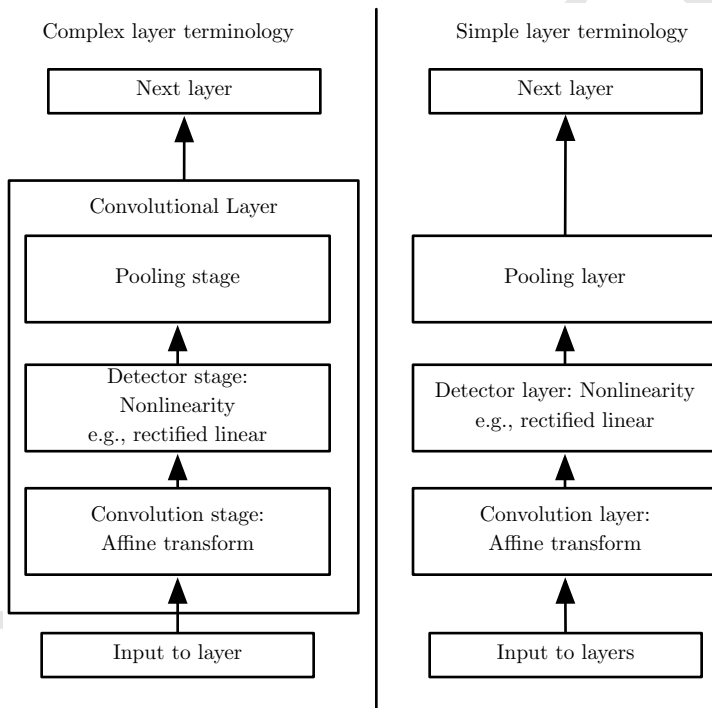 Complex layer terminology
Next layer
Convolutional Layer
Pooling stage
Detector stage:
Nonlinearity
e.g., rectified linear
Convolution stage:
Affine transform
Input to layer
Simple layer terminology
Next layer
Pooling layer
Detector layer: Nonlinearity
e.g., rectified linear
Convolution layer:
Affine transform
Input to layers